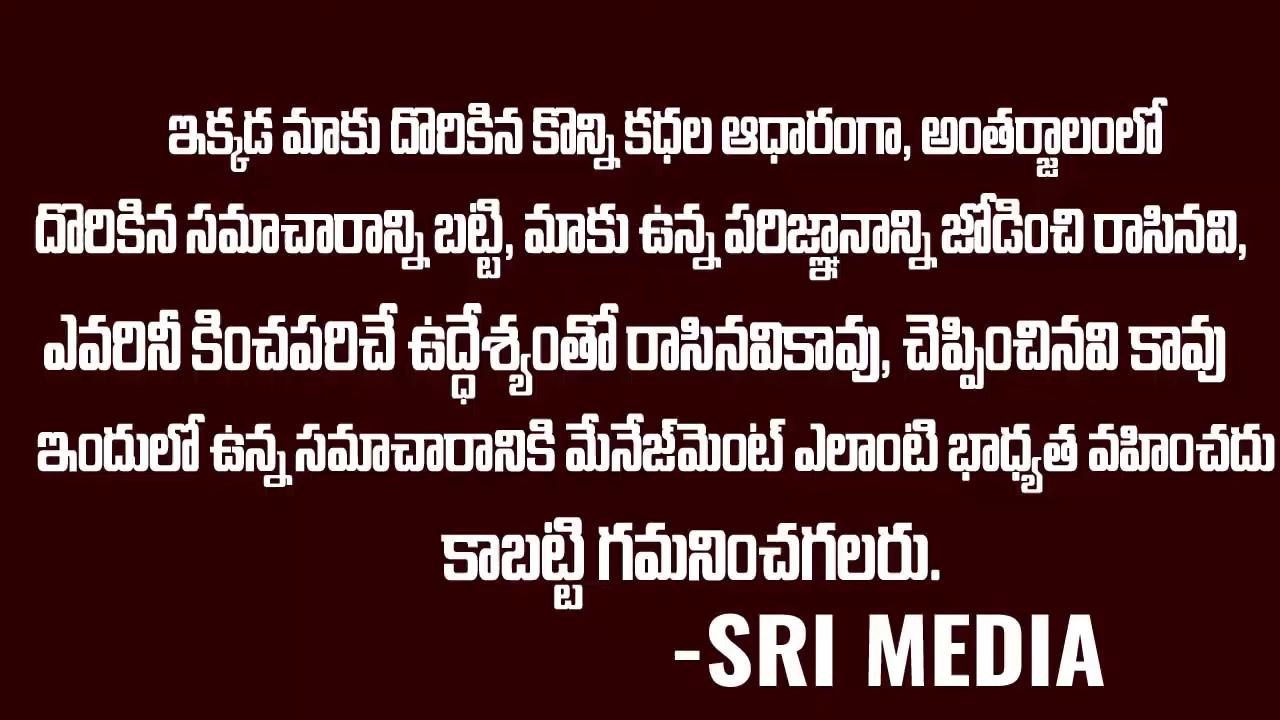 ఇక్కడ మాకు దొరికిన కొన్ని కధల ఆధారంగా, అంతర్జాలంలో
దొరికిన సమాచారాన్ని బట్టి, మాకు ఉన్న పరిజ్ఞానాన్ని జోడించి రాసినవి,
ఎవరినీ కించపరిచే ఉద్ధేశ్యంతో రాసినవికావు, చెప్పించినవి కావు
ఇందులో ఉన్న సమాచారానికి మేనేజ్‌మెంట్ ఎలాంటి భాధ్యత వహించదు
కాబట్టి గమనించగలరు.
-SRI MEDIA